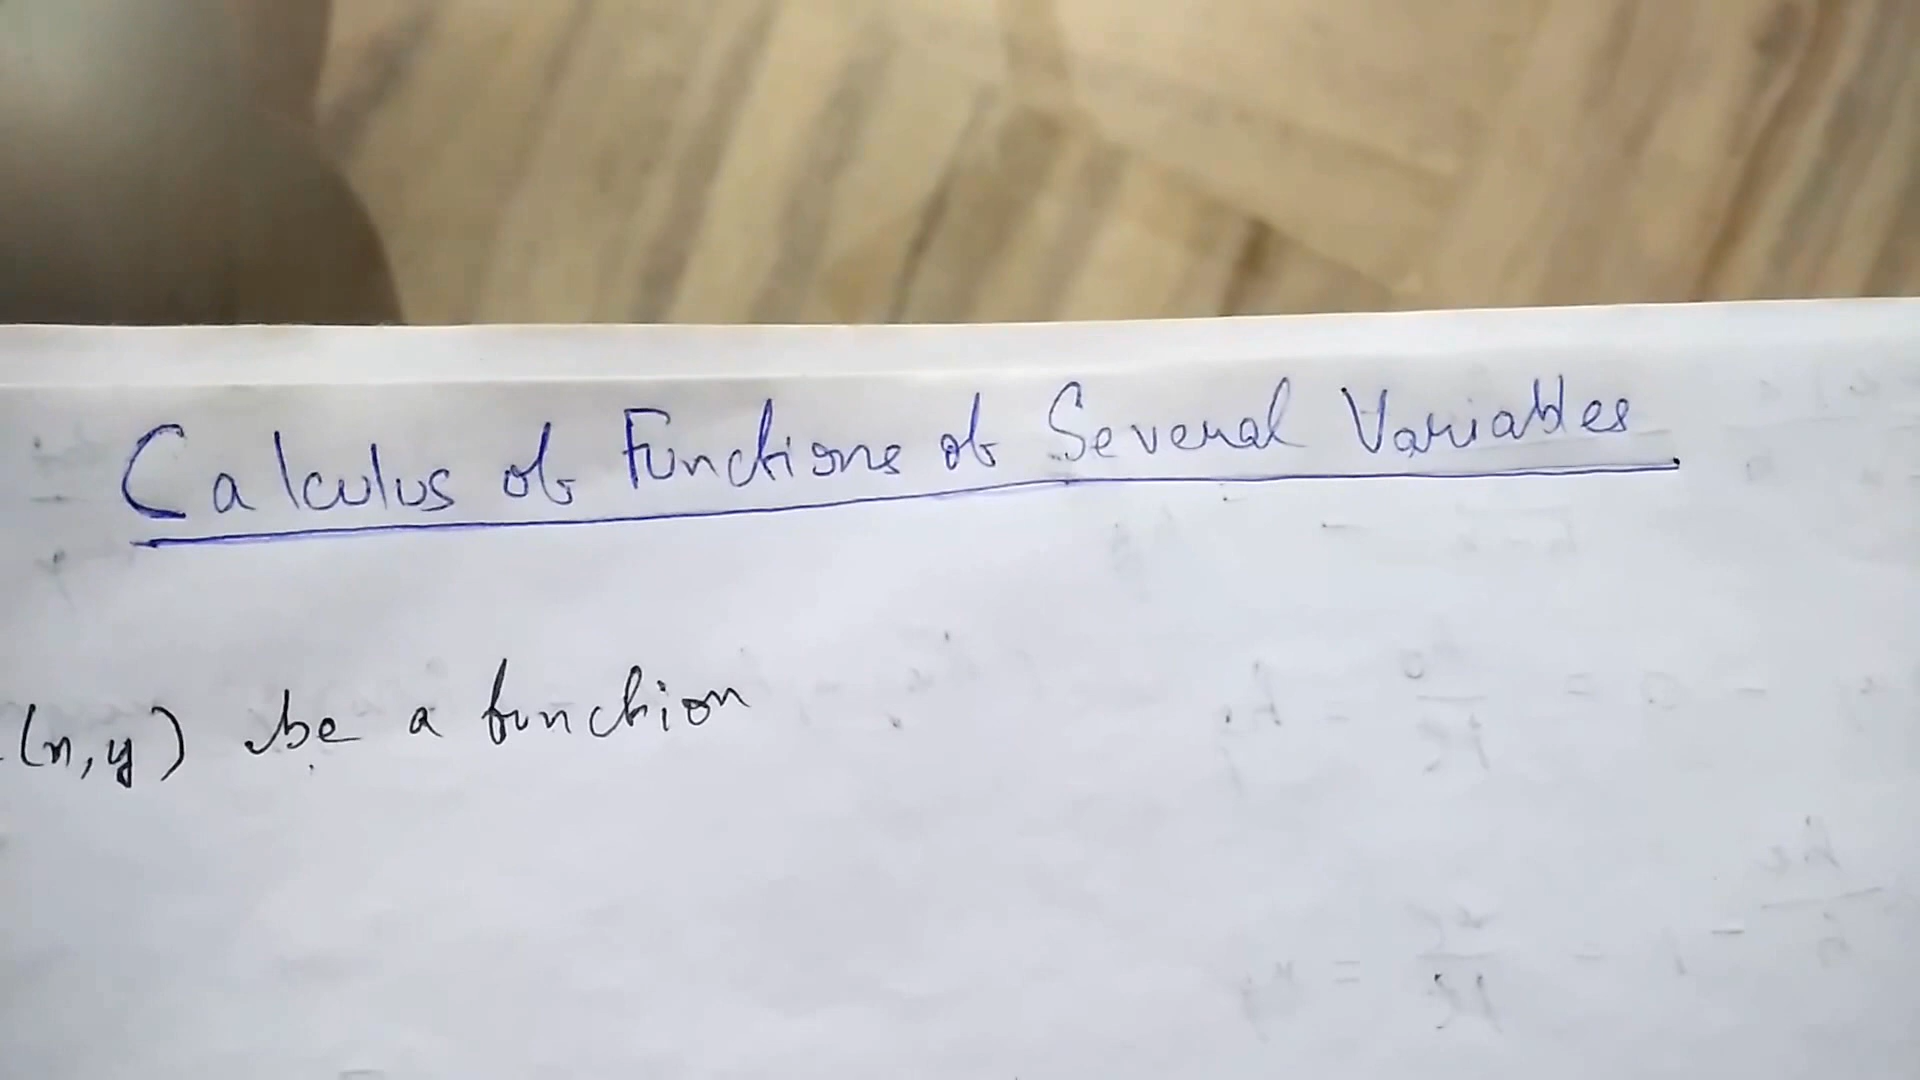 Calculus of Functions of Several Variables
(x,y) be a function